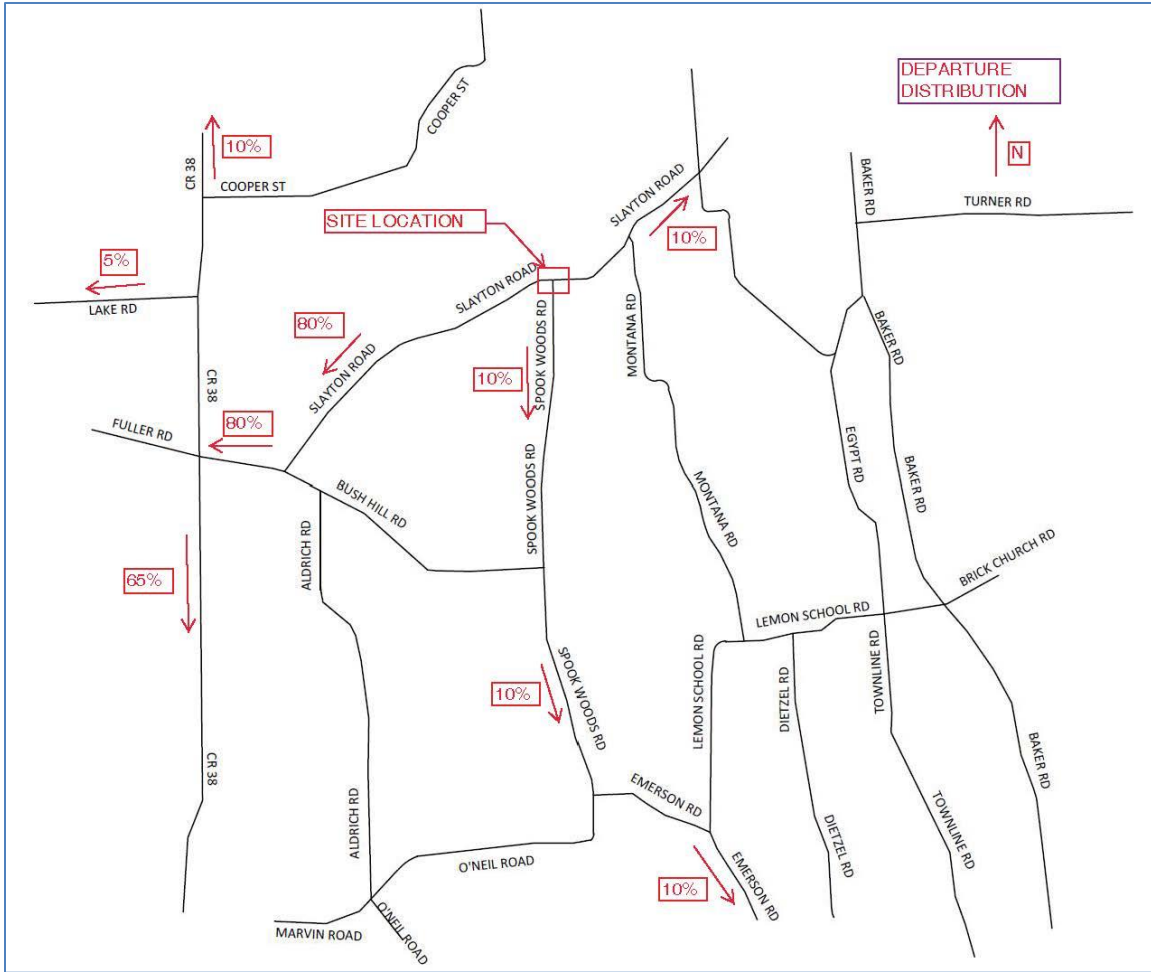 DEPARTURE
DISTRIBUTION
N
COOPER ST
10%
CR 38
COOPER ST
SLAYTON ROAD
BAKER RD
TURNER RD
SITE LOCATION
10%
5%
LAKE RD
SLAYTON ROAD
80%
SLAYTON ROAD
SPOOK WOODS RD
10%
MONTANA RD
BAKER RD
CR 38
FULLER RD
80%
BUSH HILL RD
SPOOK WOODS RD
EGYPT RD
BAKER RD
MONTANA RD
ALDRICH RD
65%
BRICK CHURCH RD
LEMON SCHOOL RD
LEMON SCHOOL RD
SPOOK WOODS RD
10%
DIETZEL RD
TOWNLINE RD
BAKER RD
CR 38
ALDRICH RD
EMERSON RD
DIETZEL RD
TOWNLINE RD
O'NEIL ROAD
10%
EMERSON RD
MARVIN ROAD
O'NEIL ROAD